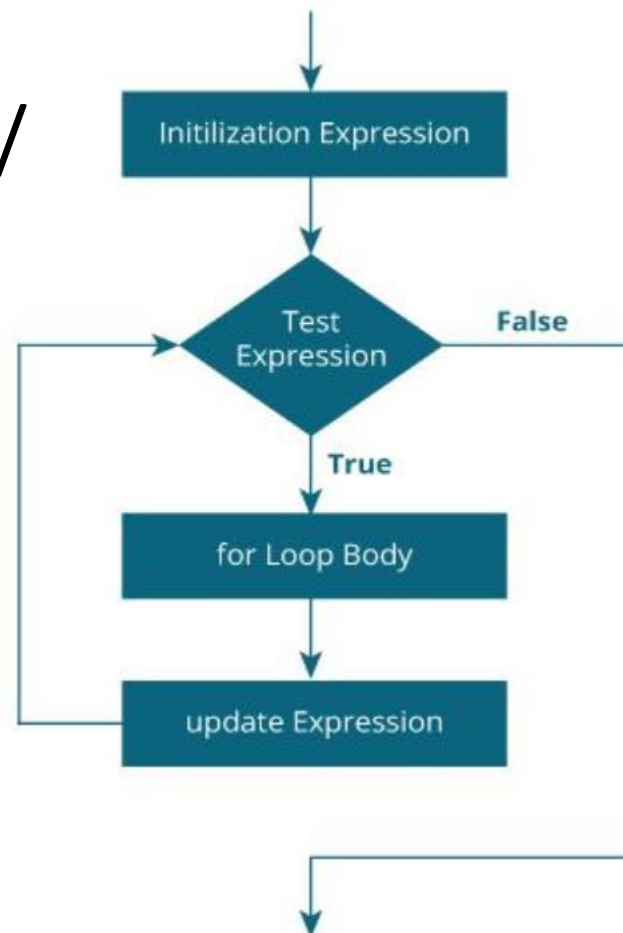 /
Initilization Expression
Test
Expression
False
True
for Loop Body
update Expression